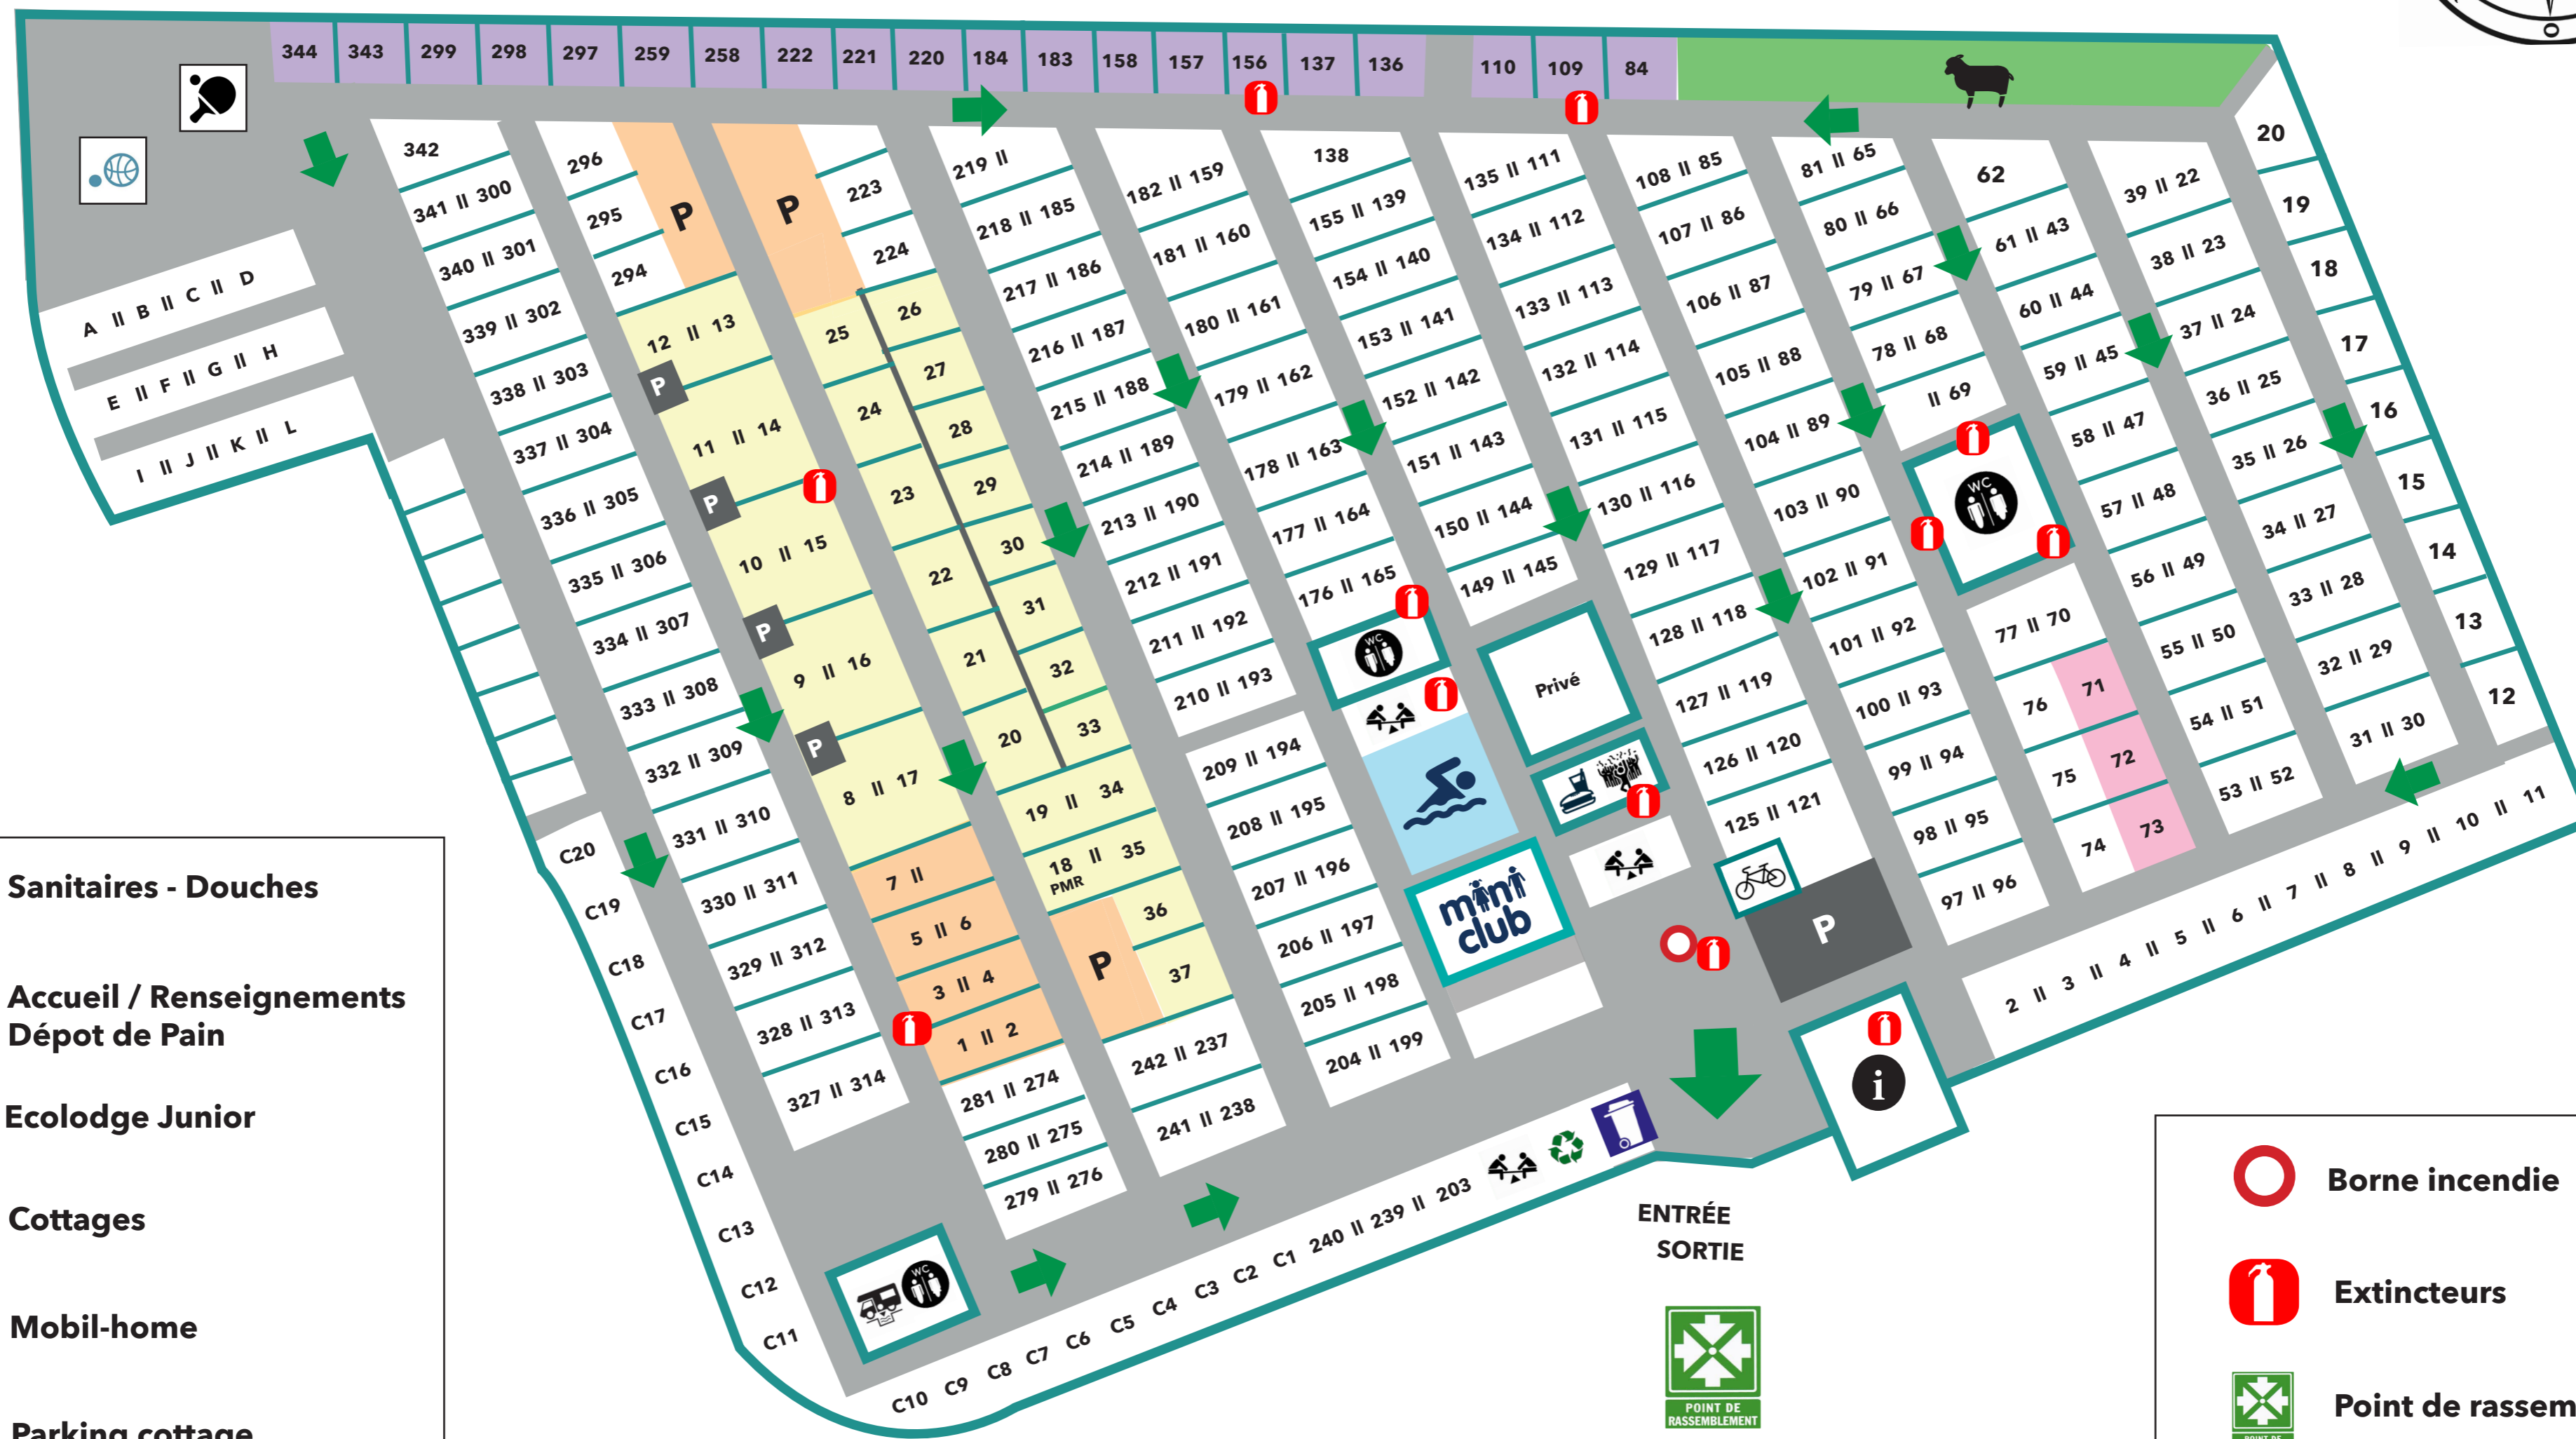 344 343 299 298 297 259 258 222 221 220 184 183 158 157 156 137 136 110 109 84
20
19
18
17
16
15
14
13
12
A II B II C II D
E II F II G II H
I II J II K II L
342
341 II 300
340 II 301
339 II 302
338 II 303
337 II 304
336 II 305
335 II 306
334 II 307
333 II 308
332 II 309
331 II 310
330 II 311
329 II 312
328 II 313
327 II 314
296
295
294
P
12 II 13
P
11 II 14
P
10 II 15
P
9 II 16
P
8 II 17
7 II
5 II 6
3 II 4
1 II 2
281 II 274
280 II 275
279 II 276
P
223
224
25
24
23
22
21
20
26
27
28
29
30
31
32
33
19 II 34
18 II 35
PMR
36
37
P
242 II 237
241 II 238
219 II
218 II 185
217 II 186
216 II 187
215 II 188
214 II 189
213 II 190
212 II 191
211 II 192
210 II 193
209 II 194
208 II 195
207 II 196
206 II 197
205 II 198
204 II 199
182 II 159
181 II 160
180 II 161
179 II 162
178 II 163
177 II 164
176 II 165
WC
mini
club
138
155 II 139
154 II 140
153 II 141
152 II 142
151 II 143
150 II 144
149 II 145
Privé
135 II 111
134 II 112
133 II 113
132 II 114
131 II 115
130 II 116
129 II 117
128 II 118
127 II 119
126 II 120
125 II 121
P
108 II 85
107 II 86
106 II 87
105 II 88
104 II 89
103 II 90
102 II 91
101 II 92
100 II 93
99 II 94
98 II 95
97 II 96
81 II 65
80 II 66
79 II 67
78 II 68
II 69
WC
77 II 70
76 71
75 72
74 73
62
61 II 43
60 II 44
59 II 45
58 II 47
57 II 48
56 II 49
55 II 50
54 II 51
53 II 52
39 II 22
38 II 23
37 II 24
36 II 25
35 II 26
34 II 27
33 II 28
32 II 29
31 II 30
2 II 3 II 4 II 5 II 6 II 7 II 8 II 9 II 10 II 11
i
C20
C19
C18
C17
C16
C15
C14
C13
C12
C11
WC
C10 C9 C8 C7 C6 C5 C4 C3 C2 C1 240 II 239 II 203
ENTRÉE
SORTIE
POINT DE
RASSEMBLEMENT
Sanitaires - Douches
Accueil / Renseignements
Dépot de Pain
Ecolodge Junior
Cottages
Mobil-home
Parking cottage
Borne incendie
Extincteurs
Point de rassem
POINT DE